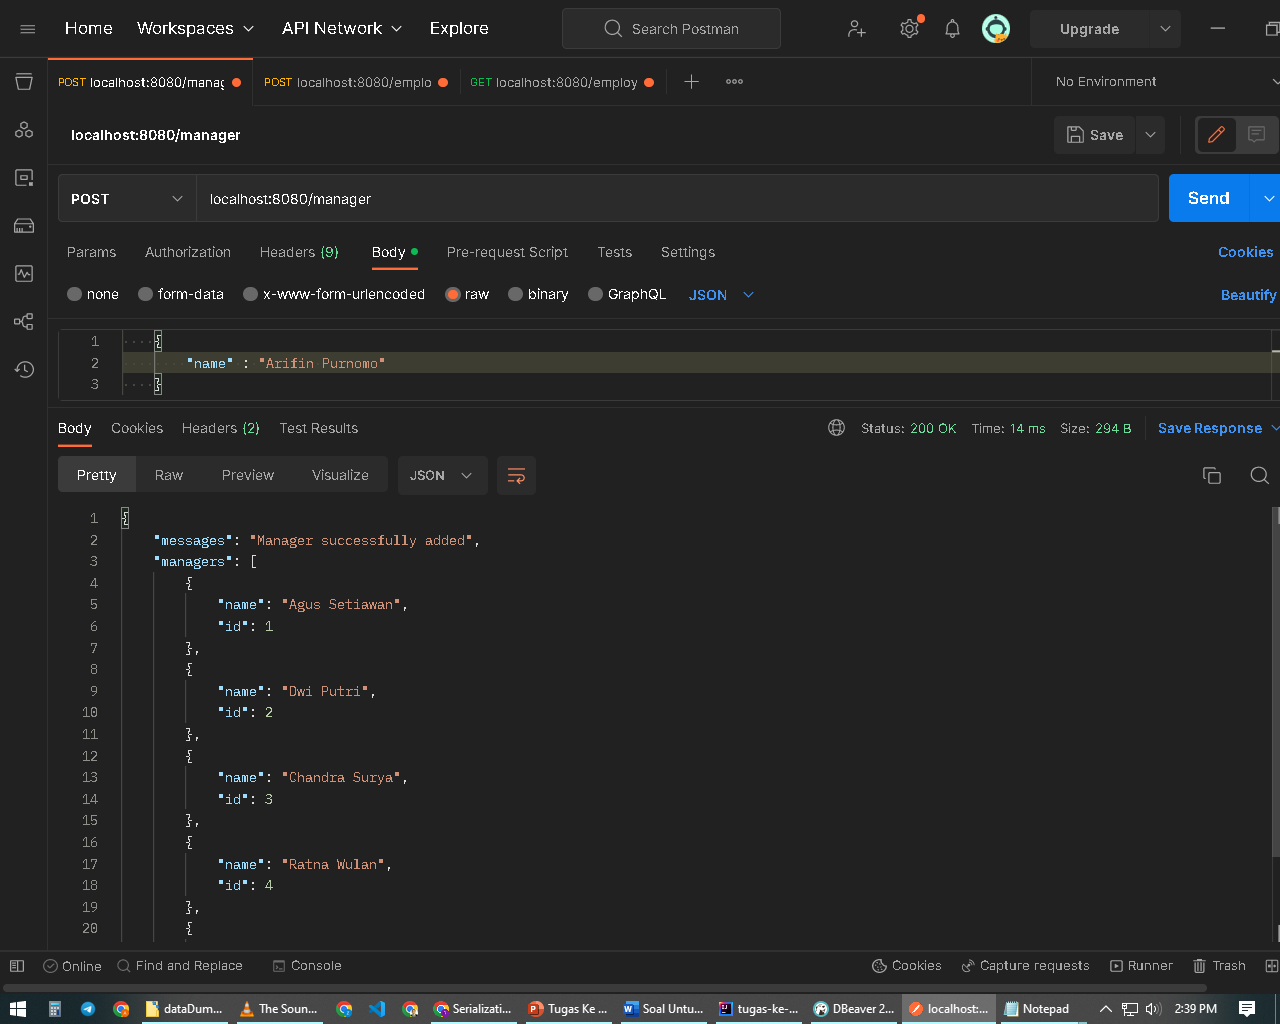 Home Workspaces API Network Explore Search Postman Upgrade
POST localhost:8080/manag POST localhost:8080/emplo GET localhost:8080/employ No Environment
localhost:8080/manager Save
POST localhost:8080/manager Send
Params Authorization Headers (9) Body Pre-request Script Tests Settings Cookies
none form-data x-www-form-urlencoded raw binary GraphQL JSON Beautify
1 {
2 "name" : "Arifin Purnomo"
3 }
Body Cookies Headers (2) Test Results Status: 200 OK Time: 14 ms Size: 294 B Save Response
Pretty Raw Preview Visualize JSON
1 {
2 "messages": "Manager successfully added",
3 "managers": [
4 {
5 "name": "Agus Setiawan",
6 "id": 1
7 },
8 {
9 "name": "Dwi Putri",
10 "id": 2
11 },
12 {
13 "name": "Chandra Surya",
14 "id": 3
15 },
16 {
17 "name": "Ratna Wulan",
18 "id": 4
19 },
20 {
Online Find and Replace Console Cookies Capture requests Runner Trash
dataDum... The Soun... Serializati... Tugas Ke ... Soal Untu... tugas-ke-... DBeaver 2... localhost:... Notepad 2:39 PM